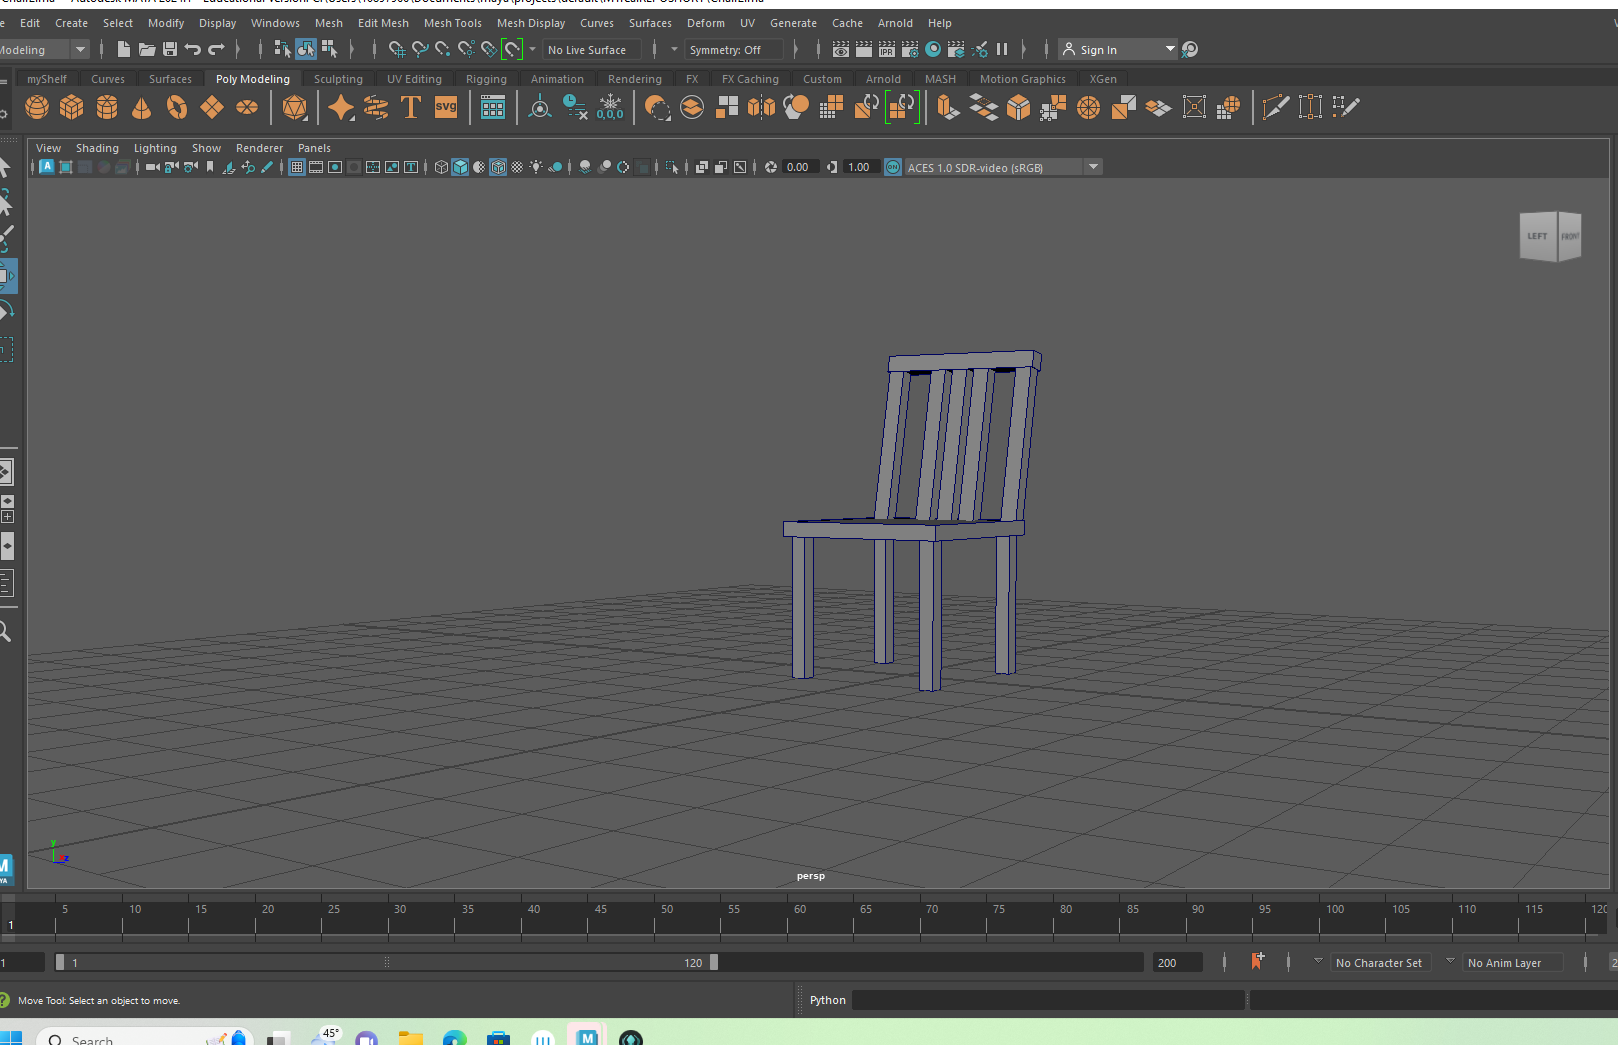 Edit Create Select Modify Display Windows Mesh Edit Mesh Mesh Tools Mesh Display Curves Surfaces Deform UV Generate Cache Arnold Help
No Live Surface Symmetry: Off Sign In
myShelf Curves Surfaces Poly Modeling Sculpting UV Editing Rigging Animation Rendering FX FX Caching Custom Arnold MASH Motion Graphics XGen
T SVG 0,0,0
View Shading Lighting Show Renderer Panels
0.00 1.00 ON ACES 1.0 SDR-video (sRGB)
LEFT FRONT
y
z
persp
5 10 15 20 25 30 35 40 45 50 55 60 65 70 75 80 85 90 95 100 105 110 115 120
1
1 1 120 200 No Character Set No Anim Layer
Move Tool: Select an object to move. Python
45°
Search